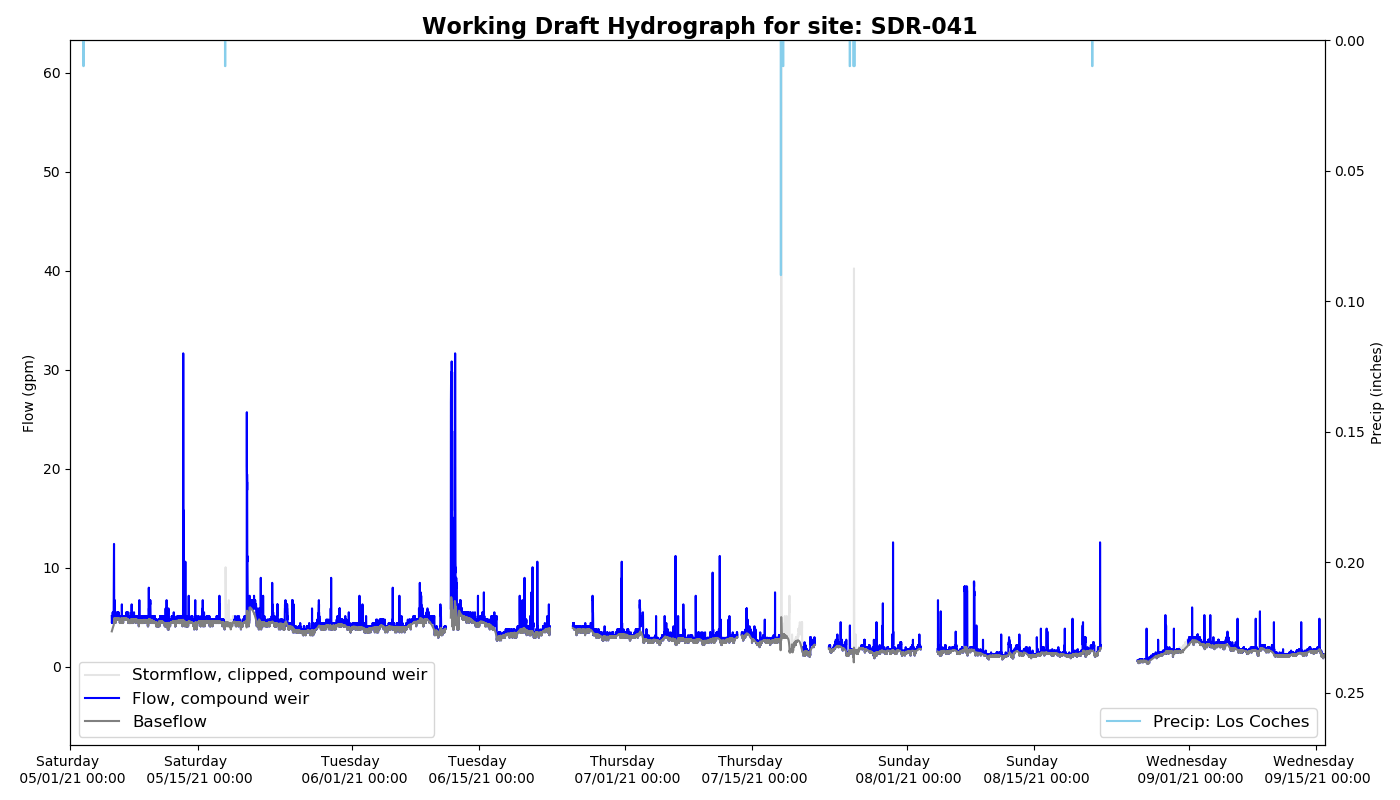 Working Draft Hydrograph for site: SDR-041
60
50
40
30
20
10
0
Flow (gpm)
0.00
0.05
0.10
0.15
0.20
0.25
Precip (inches)
Stormflow, clipped, compound weir
Flow, compound weir
Baseflow
Precip: Los Coches
Saturday
05/01/21 00:00
Saturday
05/15/21 00:00
Tuesday
06/01/21 00:00
Tuesday
06/15/21 00:00
Thursday
07/01/21 00:00
Thursday
07/15/21 00:00
Sunday
08/01/21 00:00
Sunday
08/15/21 00:00
Wednesday
09/01/21 00:00
Wednesday
09/15/21 00:00